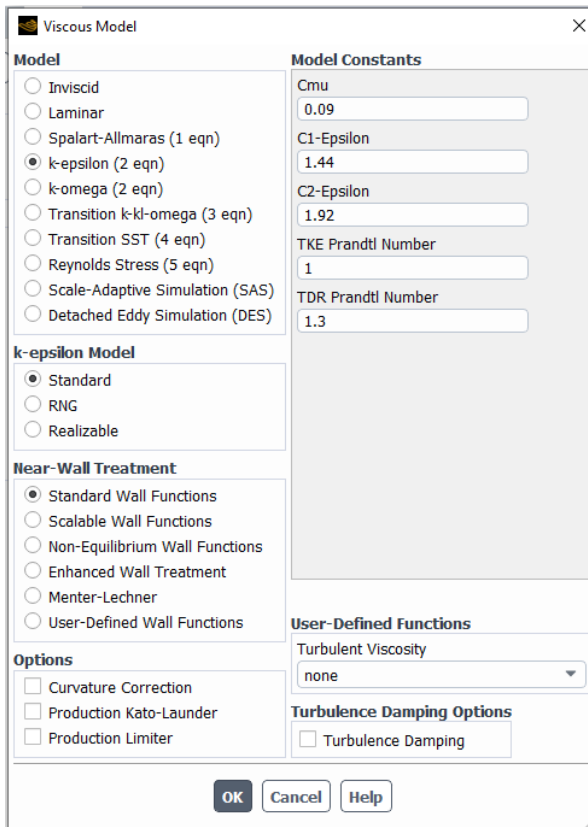 Viscous Model
Model
Inviscid
Laminar
Spalart-Allmaras (1 eqn)
k-epsilon (2 eqn)
k-omega (2 eqn)
Transition k-kl-omega (3 eqn)
Transition SST (4 eqn)
Reynolds Stress (5 eqn)
Scale-Adaptive Simulation (SAS)
Detached Eddy Simulation (DES)
k-epsilon Model
Standard
RNG
Realizable
Near-Wall Treatment
Standard Wall Functions
Scalable Wall Functions
Non-Equilibrium Wall Functions
Enhanced Wall Treatment
Menter-Lechner
User-Defined Wall Functions
Options
Curvature Correction
Production Kato-Launder
Production Limiter
Model Constants
Cmu
0.09
C1-Epsilon
1.44
C2-Epsilon
1.92
TKE Prandtl Number
1
TDR Prandtl Number
1.3
User-Defined Functions
Turbulent Viscosity
none
Turbulence Damping Options
Turbulence Damping
OK Cancel Help